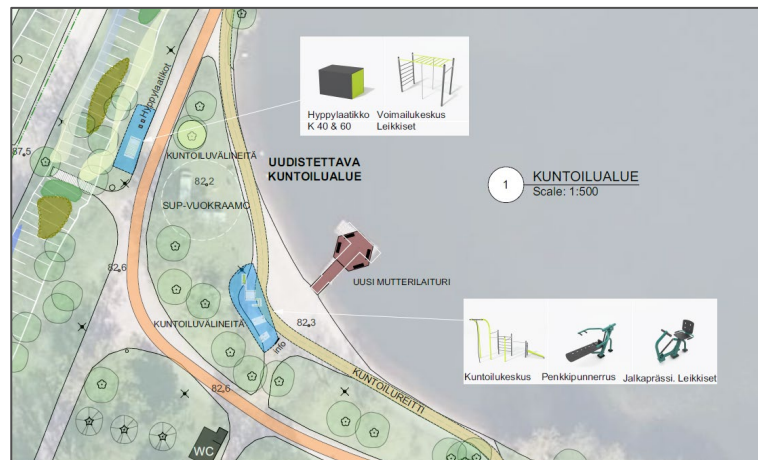 Hyppylaatikot
Hyppylaatikko
K 40 & 60
Voimailukeskus
Leikkiset
87.5
KUNTOILUVÄLINEITÄ
UUDISTETTAVA
KUNTOILUALUE
1
KUNTOILUALUE
Scale: 1:500
82.2
SUP-VUOKRAAMO
82.6
UUSI MUTTERILAITURI
KUNTOILUVÄLINEITÄ
82.3
info
Kuntoilukeskus
Penkkipunnerrus
Jalkaprässi. Leikkiset
82.6
KUNTOILUREITTI
WC